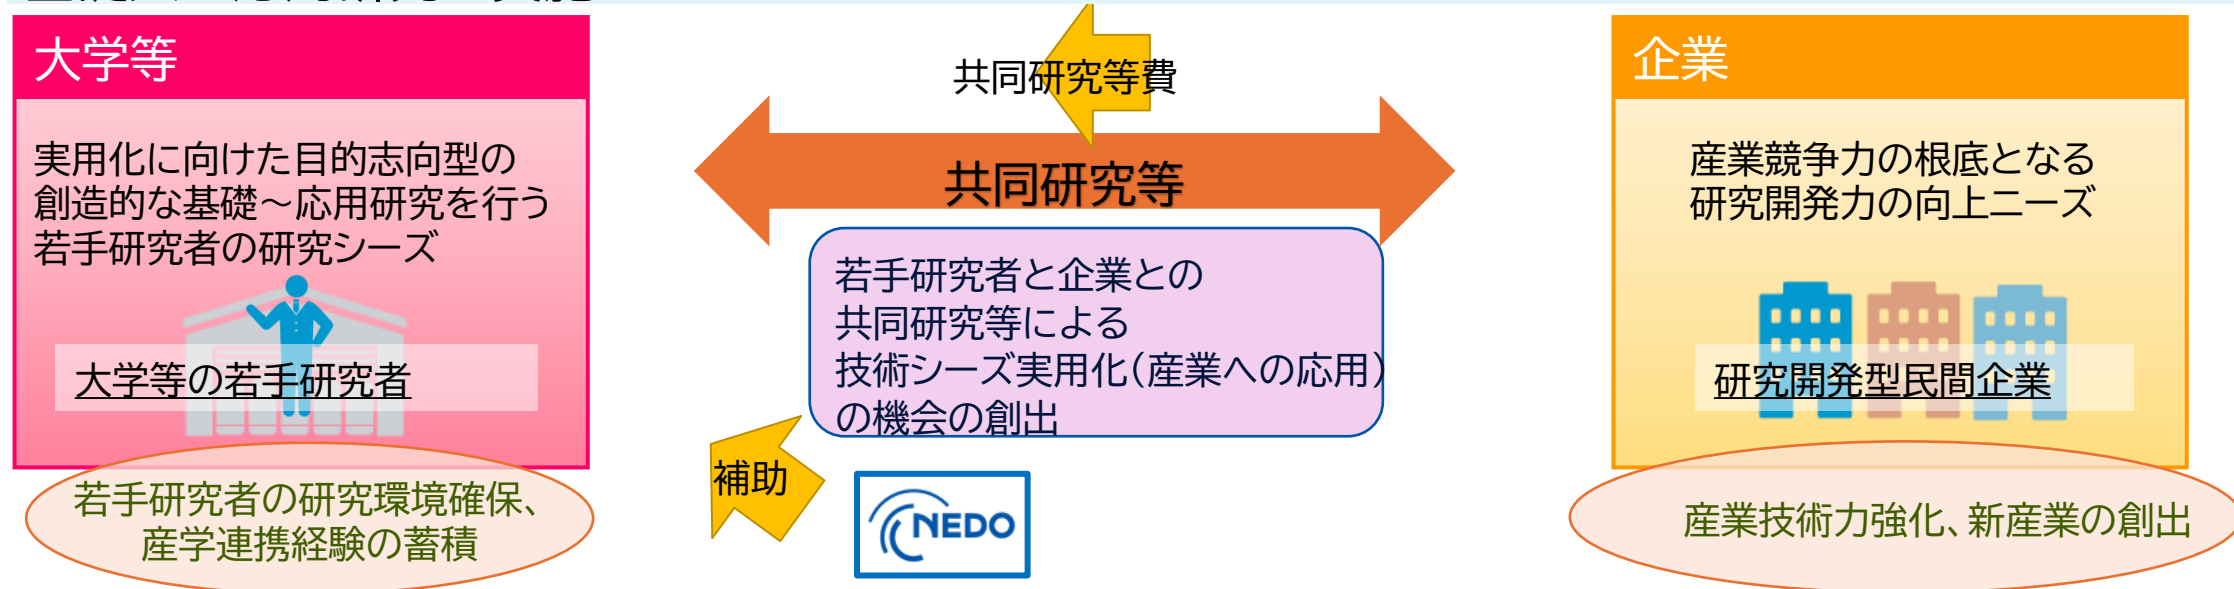 大学等
実用化に向けた目的志向型の
創造的な基礎～応用研究を行う
若手研究者の研究シーズ
大学等の若手研究者
若手研究者の研究環境確保、
産学連携経験の蓄積
共同研究等費
共同研究等
若手研究者と企業との
共同研究等による
技術シーズ実用化(産業への応用)
の機会の創出
補助
NEDO
企業
産業競争力の根底となる
研究開発力の向上ニーズ
研究開発型民間企業
産業技術力強化、新産業の創出